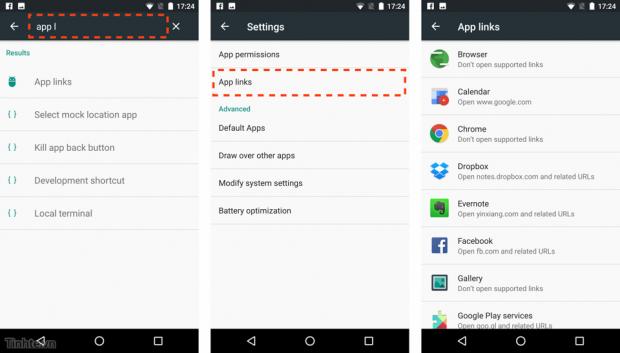 17:24
app l
Results
App links
Select mock location app
Kill app back button
Development shortcut
Local terminal
Tinhte.vn
17:24
Settings
App permissions
App links
Advanced
Default Apps
Draw over other apps
Modify system settings
Battery optimization
17:24
App links
Browser
Don't open supported links
Calendar
Open www.google.com
Chrome
Don't open supported links
Dropbox
Open notes.dropbox.com and related URLs
Evernote
Open yinxiang.com and related URLs
Facebook
Open fb.com and related URLs
Gallery
Don't open supported links
Google Play services
Open goo.gl and related URLs